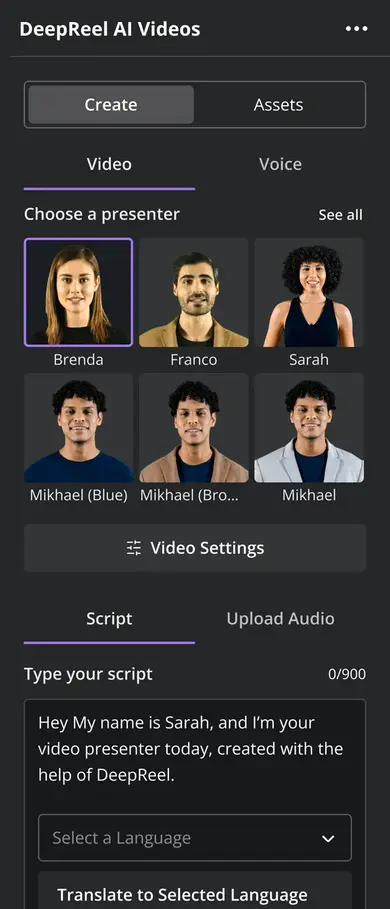 DeepReel AI Videos
Create
Assets
Video
Voice
Choose a presenter
See all
Brenda
Franco
Sarah
Mikhael (Blue)
Mikhael (Bro...
Mikhael
Video Settings
Script
Upload Audio
Type your script
0/900
Hey My name is Sarah, and I’m your
video presenter today, created with the
help of DeepReel.
Select a Language
Translate to Selected Language